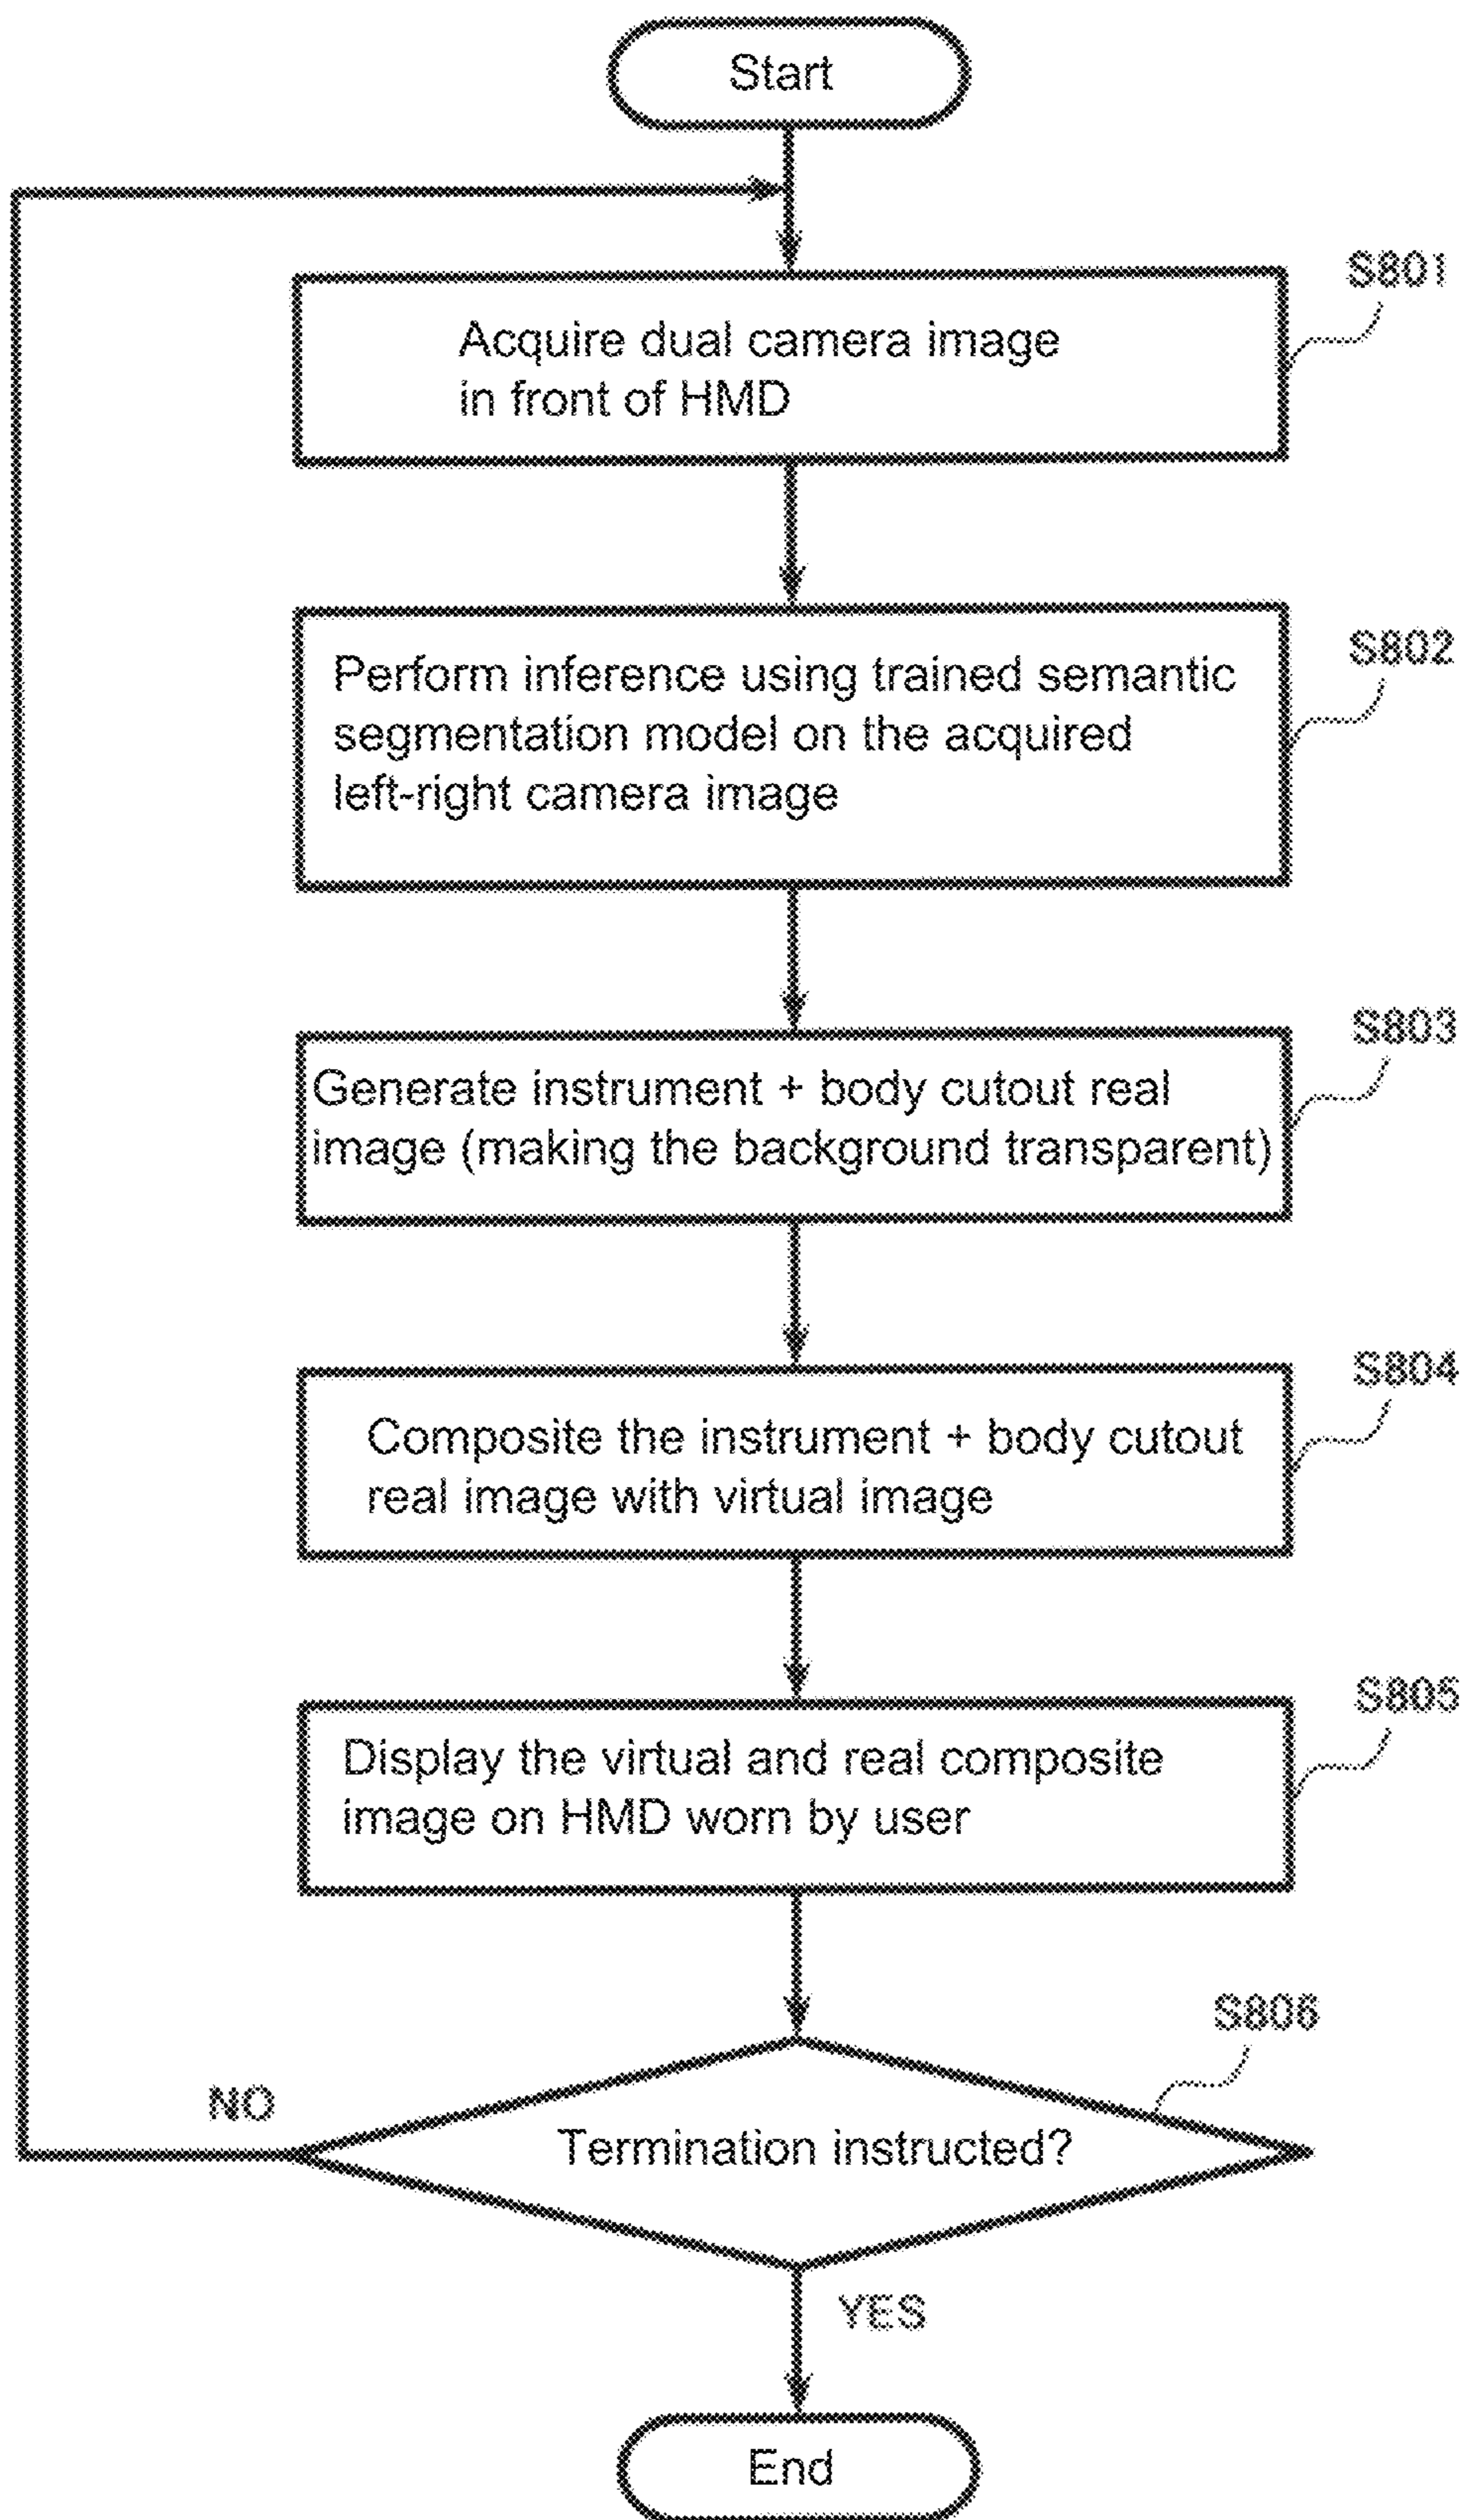 Start
S801
Acquire dual camera image
in front of HMD
S802
Perform inference using trained semantic
segmentation model on the acquired
left-right camera image
S803
Generate instrument + body cutout real
image (making the background transparent)
S804
Composite the instrument + body cutout
real image with virtual image
S805
Display the virtual and real composite
image on HMD worn by user
S806
NO
Termination instructed?
YES
End